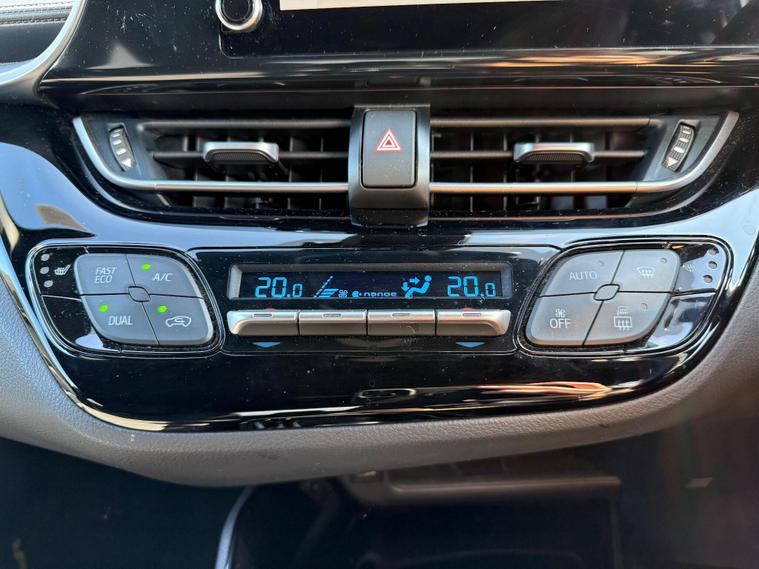 FAST
ECO
A/C
DUAL
20.0
nanoe
20.0
AUTO
OFF